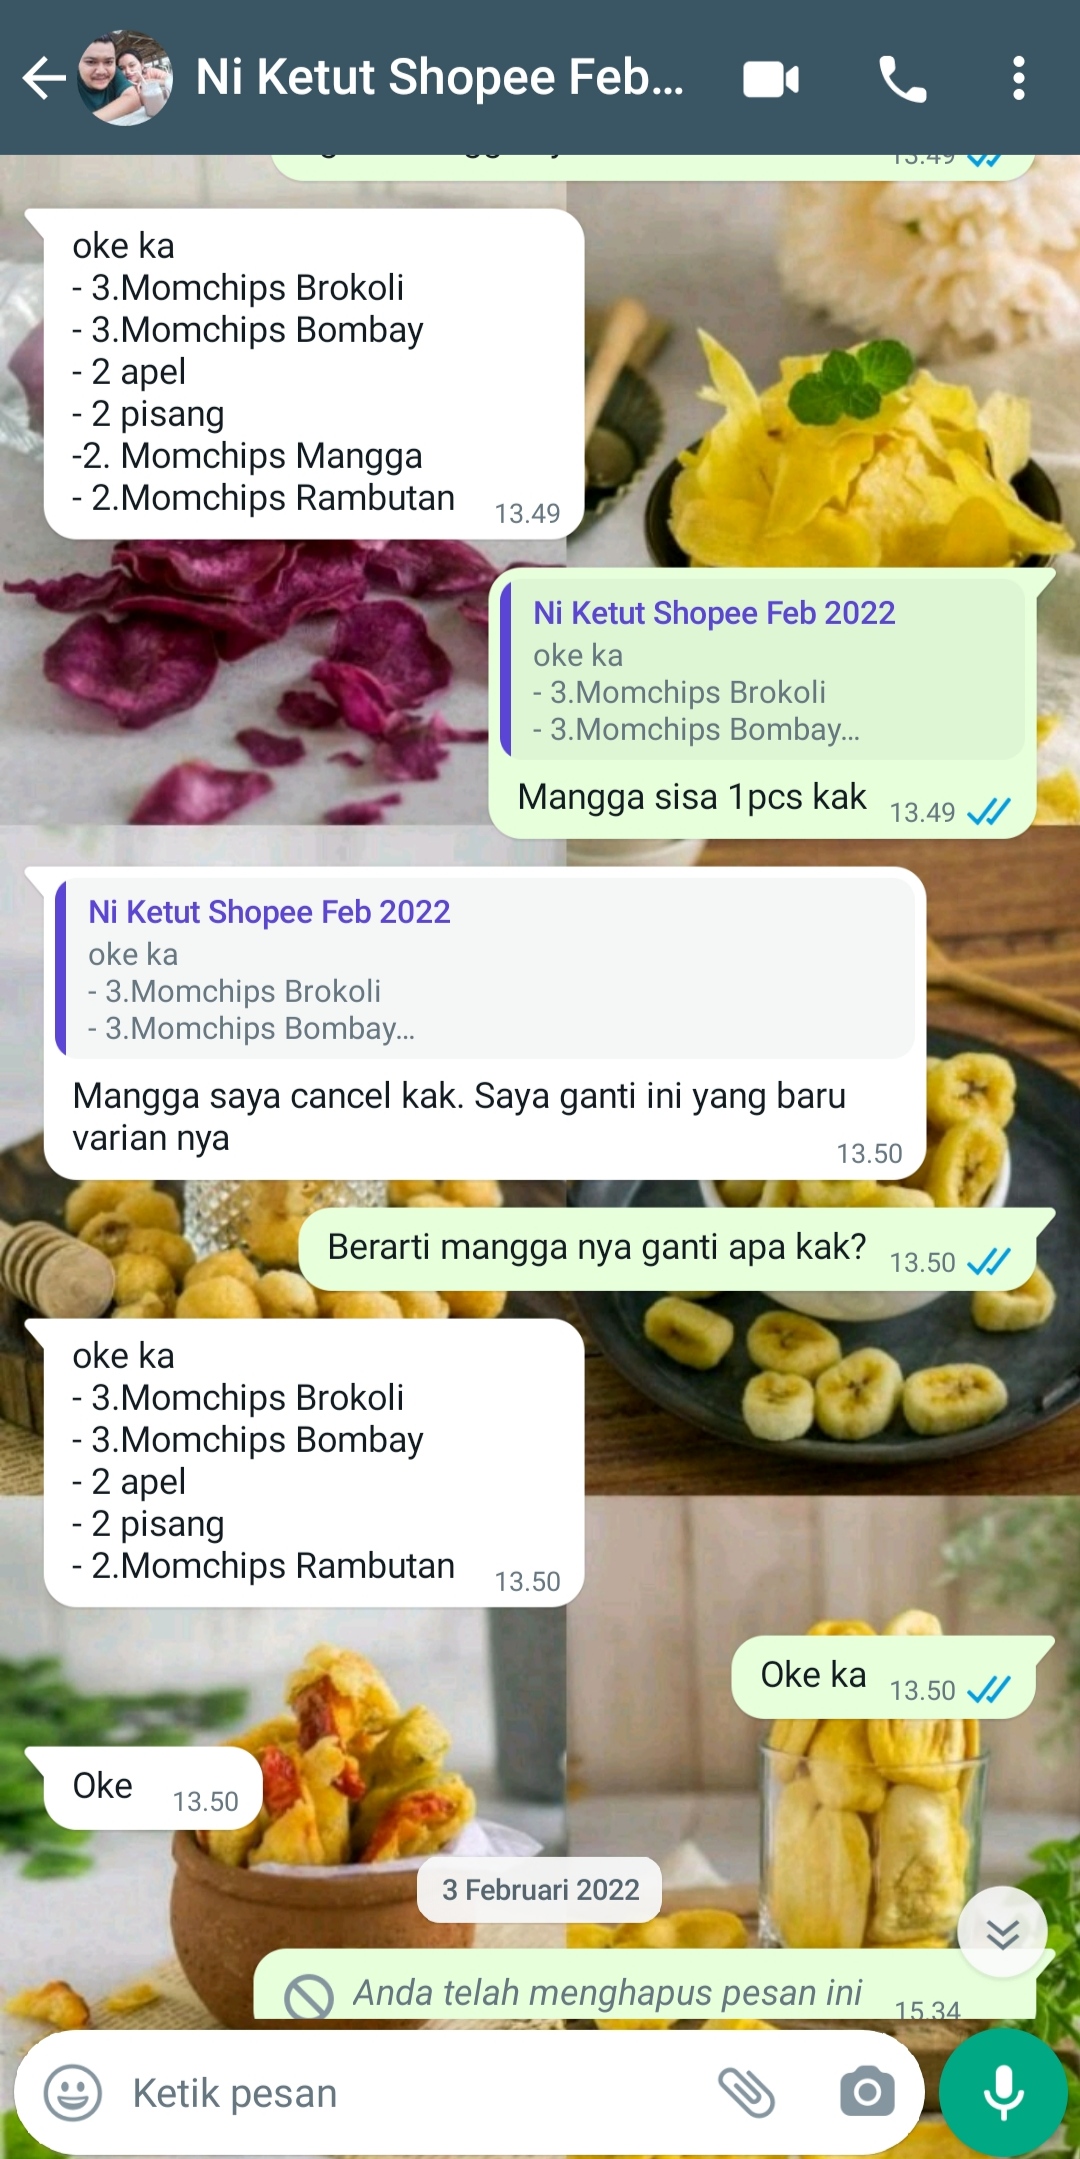 Ni Ketut Shopee Feb...
13.49
oke ka
- 3.Momchips Brokoli
- 3.Momchips Bombay
- 2 apel
- 2 pisang
-2. Momchips Mangga
- 2.Momchips Rambutan
13.49
Ni Ketut Shopee Feb 2022
oke ka
- 3.Momchips Brokoli
- 3.Momchips Bombay...
Mangga sisa 1pcs kak
13.49
Ni Ketut Shopee Feb 2022
oke ka
- 3.Momchips Brokoli
- 3.Momchips Bombay...
Mangga saya cancel kak. Saya ganti ini yang baru
varian nya
13.50
Berarti mangga nya ganti apa kak?
13.50
oke ka
- 3.Momchips Brokoli
- 3.Momchips Bombay
- 2 apel
- 2 pisang
- 2.Momchips Rambutan
13.50
Oke ka
13.50
Oke
13.50
3 Februari 2022
Anda telah menghapus pesan ini
15.34
Ketik pesan